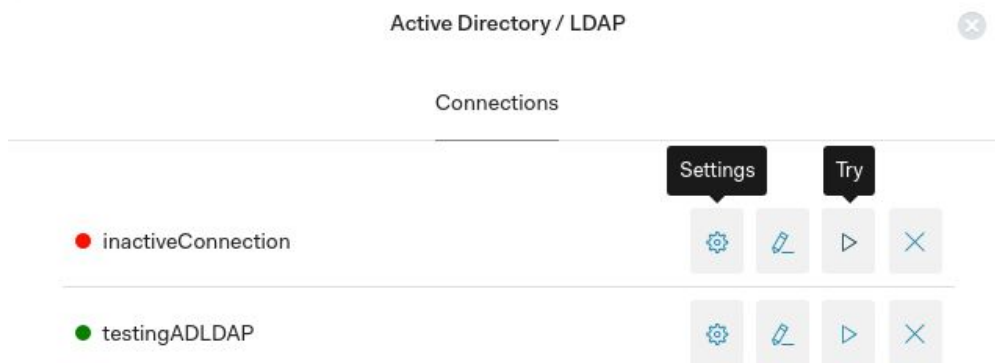 Active Directory / LDAP
Connections
Settings Try
inactiveConnection
testingADLDAP